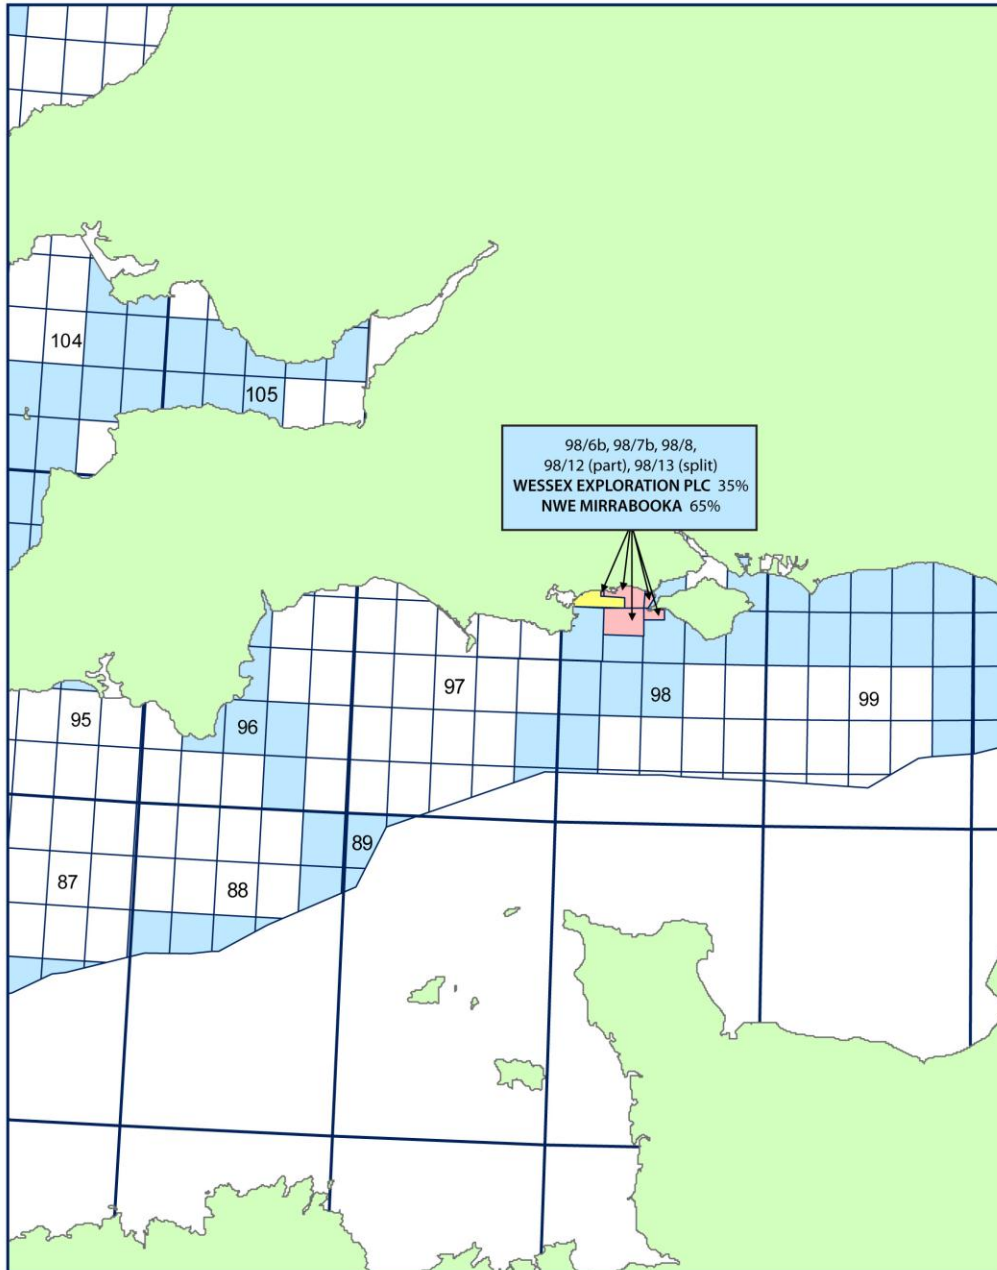 104
105
98/6b, 98/7b, 98/8,
98/12 (part), 98/13 (split)
WESSEX EXPLORATION PLC 35%
NWE MIRRABOOKA 65%
97
98
99
95
96
89
87
88